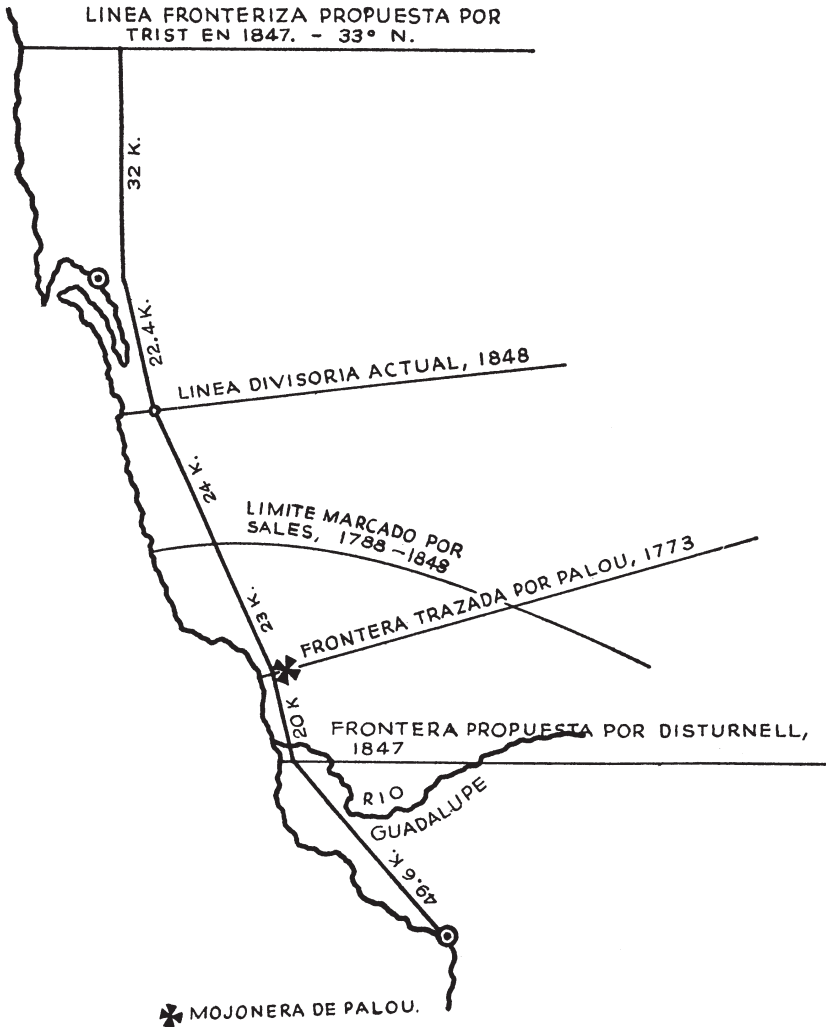 LINEA FRONTERIZA PROPUESTA POR
TRIST EN 1847. - 33° N.
32 K.
22.4 K.
LINEA DIVISORIA ACTUAL, 1848
24 K.
LIMITE MARCADO POR
SALES, 1788-1848
23 K.
FRONTERA TRAZADA POR PALOU, 1773
20 K
FRONTERA PROPUESTA POR DISTURNELL,
1847
RIO
GUADALUPE
49.6 K.
MOJONERA DE PALOU.